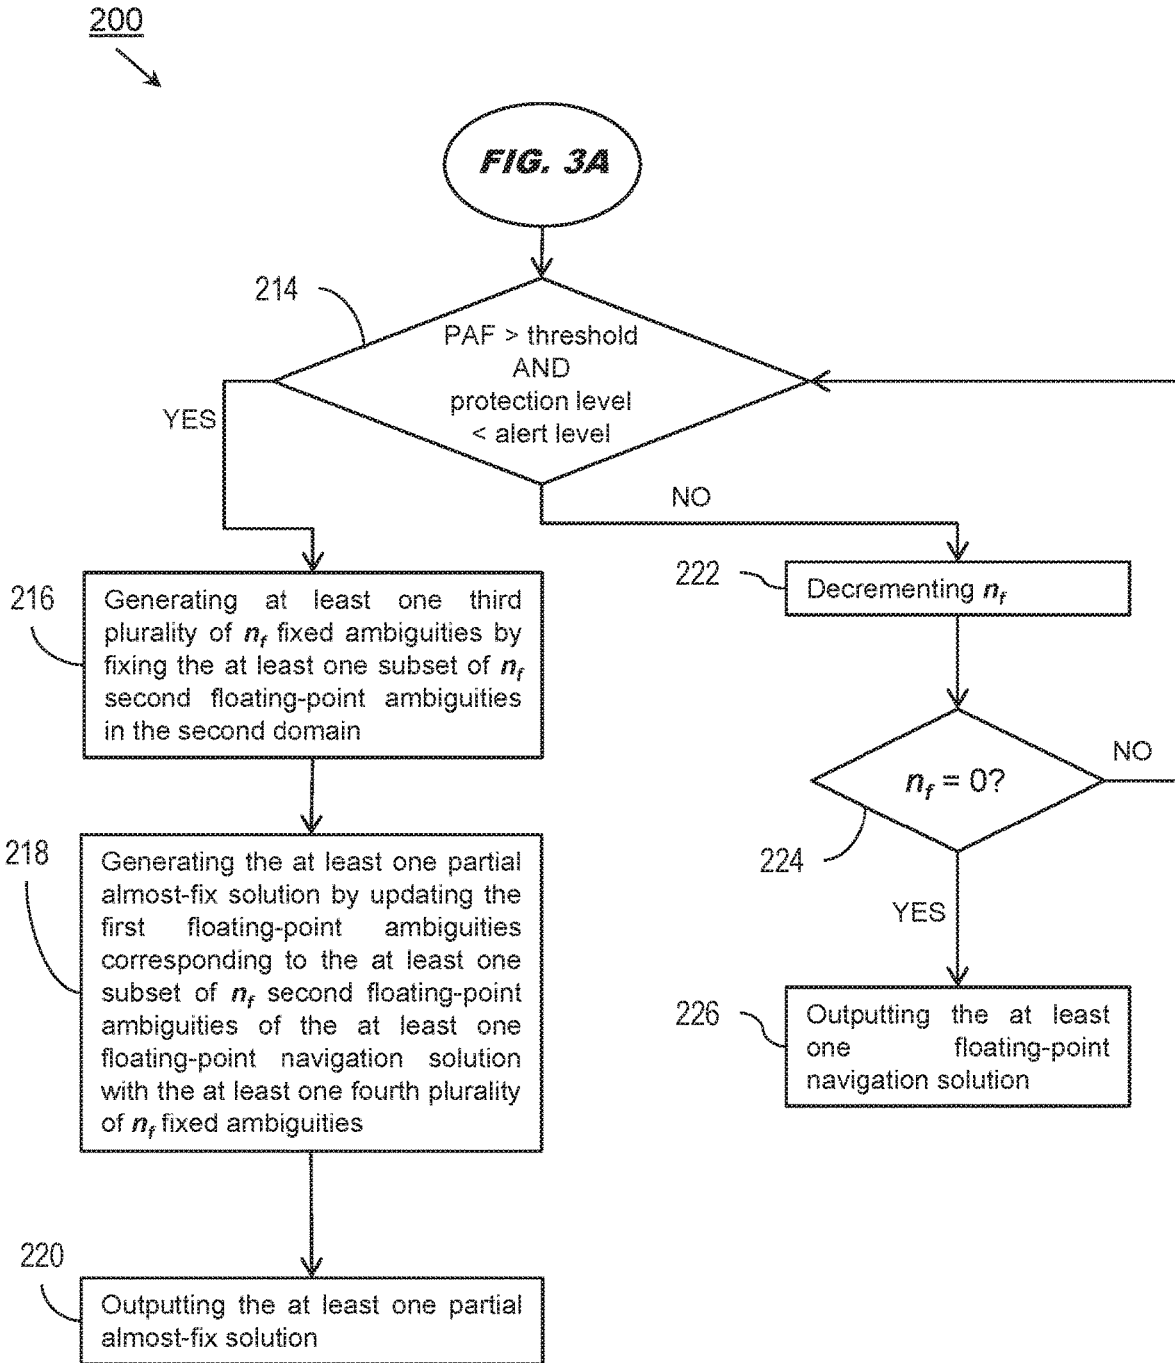 200
FIG. 3A
214
PAF > threshold
AND
protection level
< alert level
YES
NO
216
Generating at least one third
plurality of nf fixed ambiguities by
fixing the at least one subset of nf
second floating-point ambiguities
in the second domain
222
Decrementing nf
218
Generating the at least one partial
almost-fix solution by updating the
first floating-point ambiguities
corresponding to the at least one
subset of nf second floating-point
ambiguities of the at least one
floating-point navigation solution
with the at least one fourth plurality
of nf fixed ambiguities
nf = 0?
NO
224
YES
226
Outputting the at least
one floating-point
navigation solution
220
Outputting the at least one partial
almost-fix solution